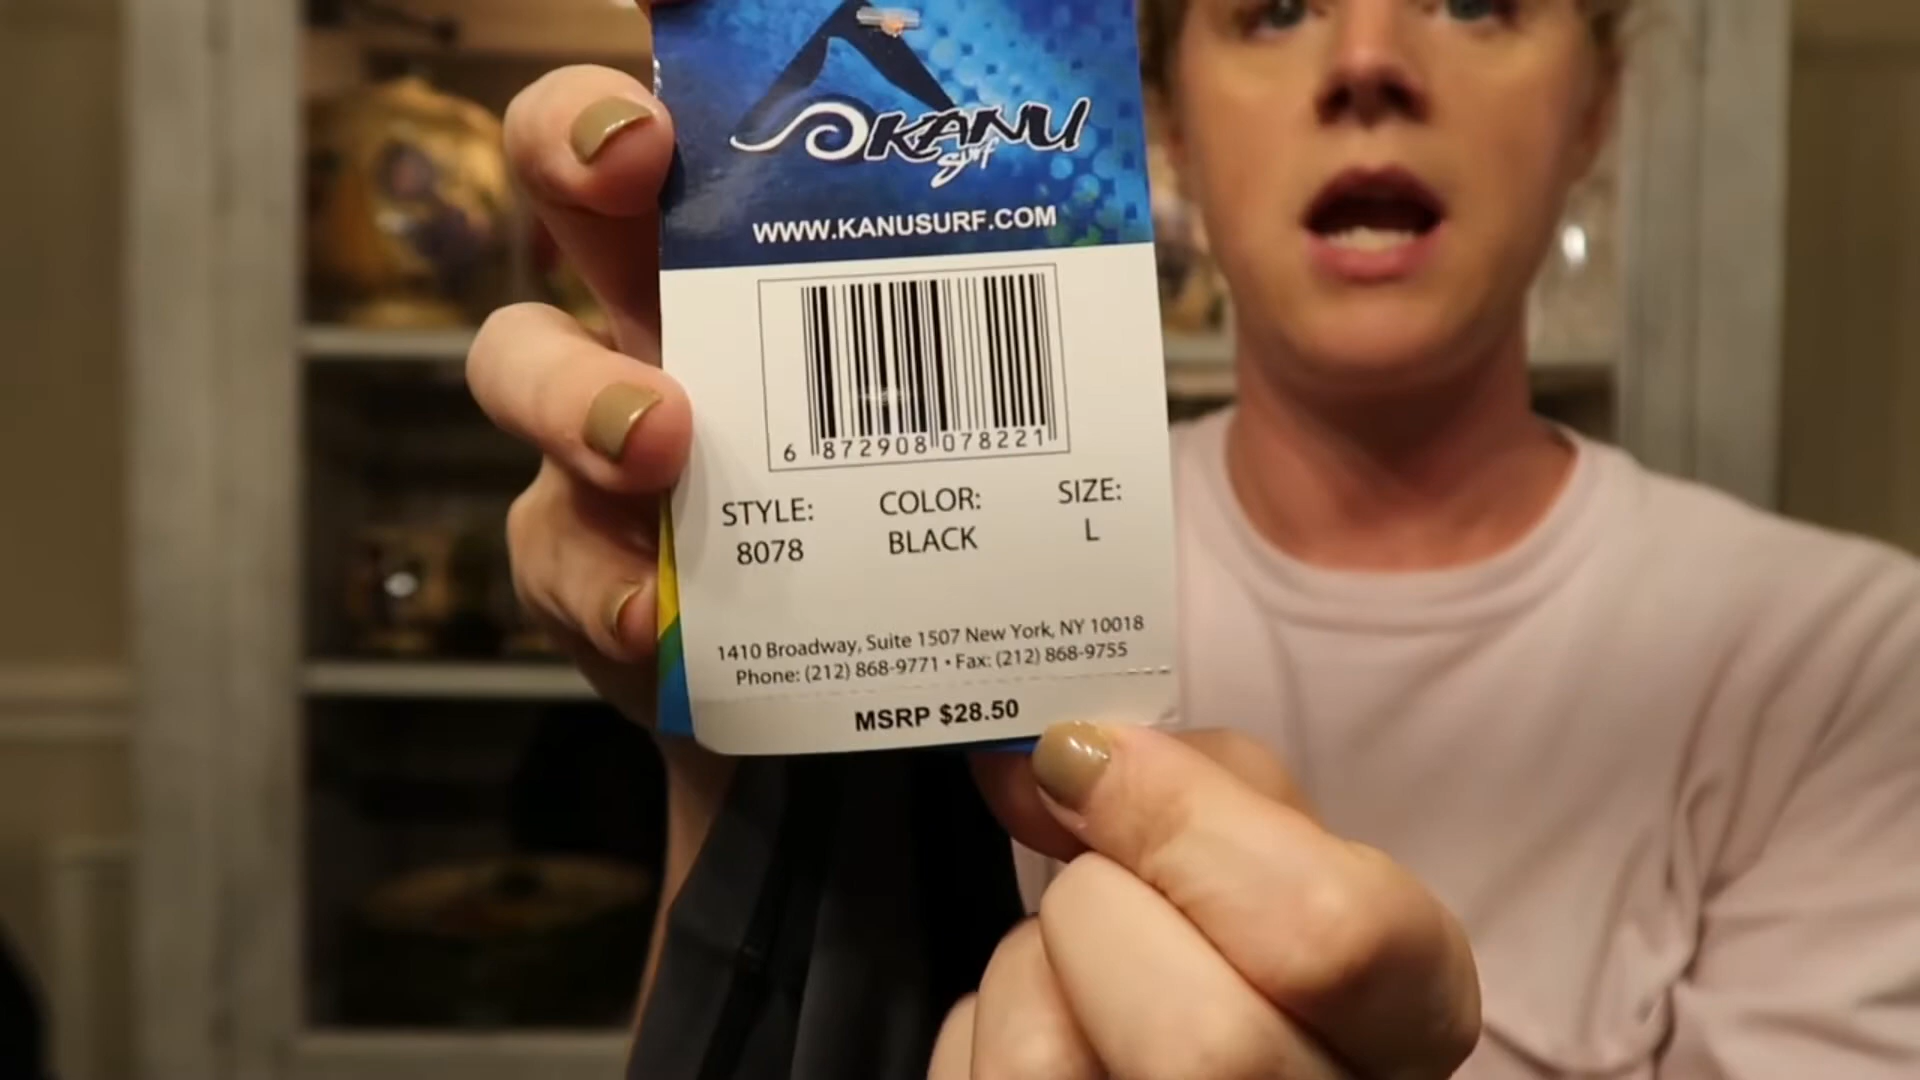 KANU
Surf
WWW.KANUSURF.COM
6 872908 078221
STYLE: COLOR: SIZE:
8078 BLACK L
1410 Broadway, Suite 1507 New York, NY 10018
Phone: (212) 868-9771 • Fax: (212) 868-9755
MSRP $28.50